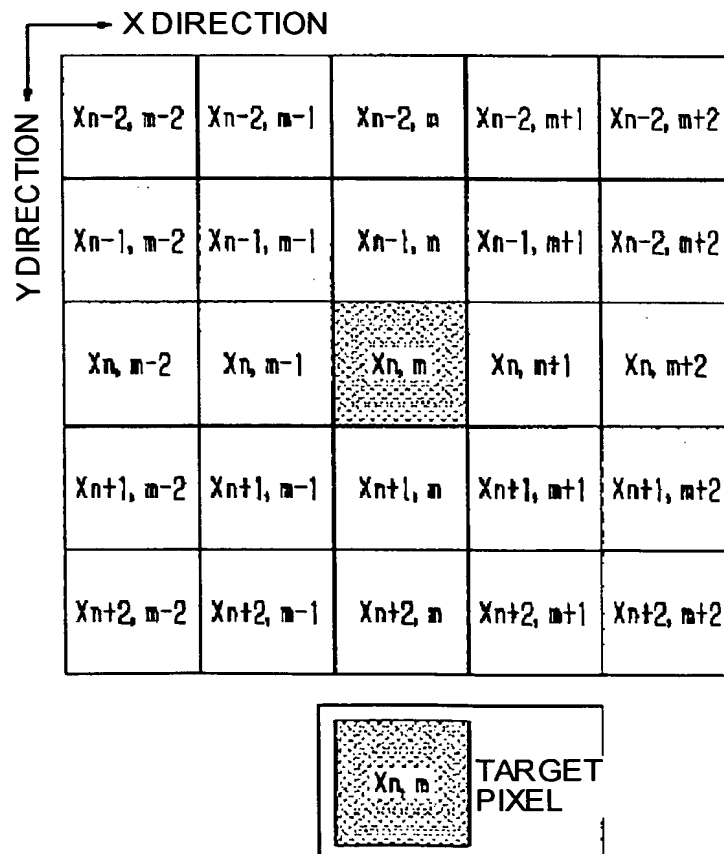 X DIRECTION
Y DIRECTION
Xn-2, m-2 Xn-2, m-1 Xn-2, m Xn-2, m+1 Xn-2, m+2
Xn-1, m-2 Xn-1, m-1 Xn-1, m Xn-1, m+1 Xn-2, m+2
Xn, m-2 Xn, m-1 Xn, m Xn, m+1 Xn, m+2
Xn+1, m-2 Xn+1, m-1 Xn+1, m Xn+1, m+1 Xn+1, m+2
Xn+2, m-2 Xn+2, m-1 Xn+2, m Xn+2, m+1 Xn+2, m+2
Xn, m TARGET
PIXEL